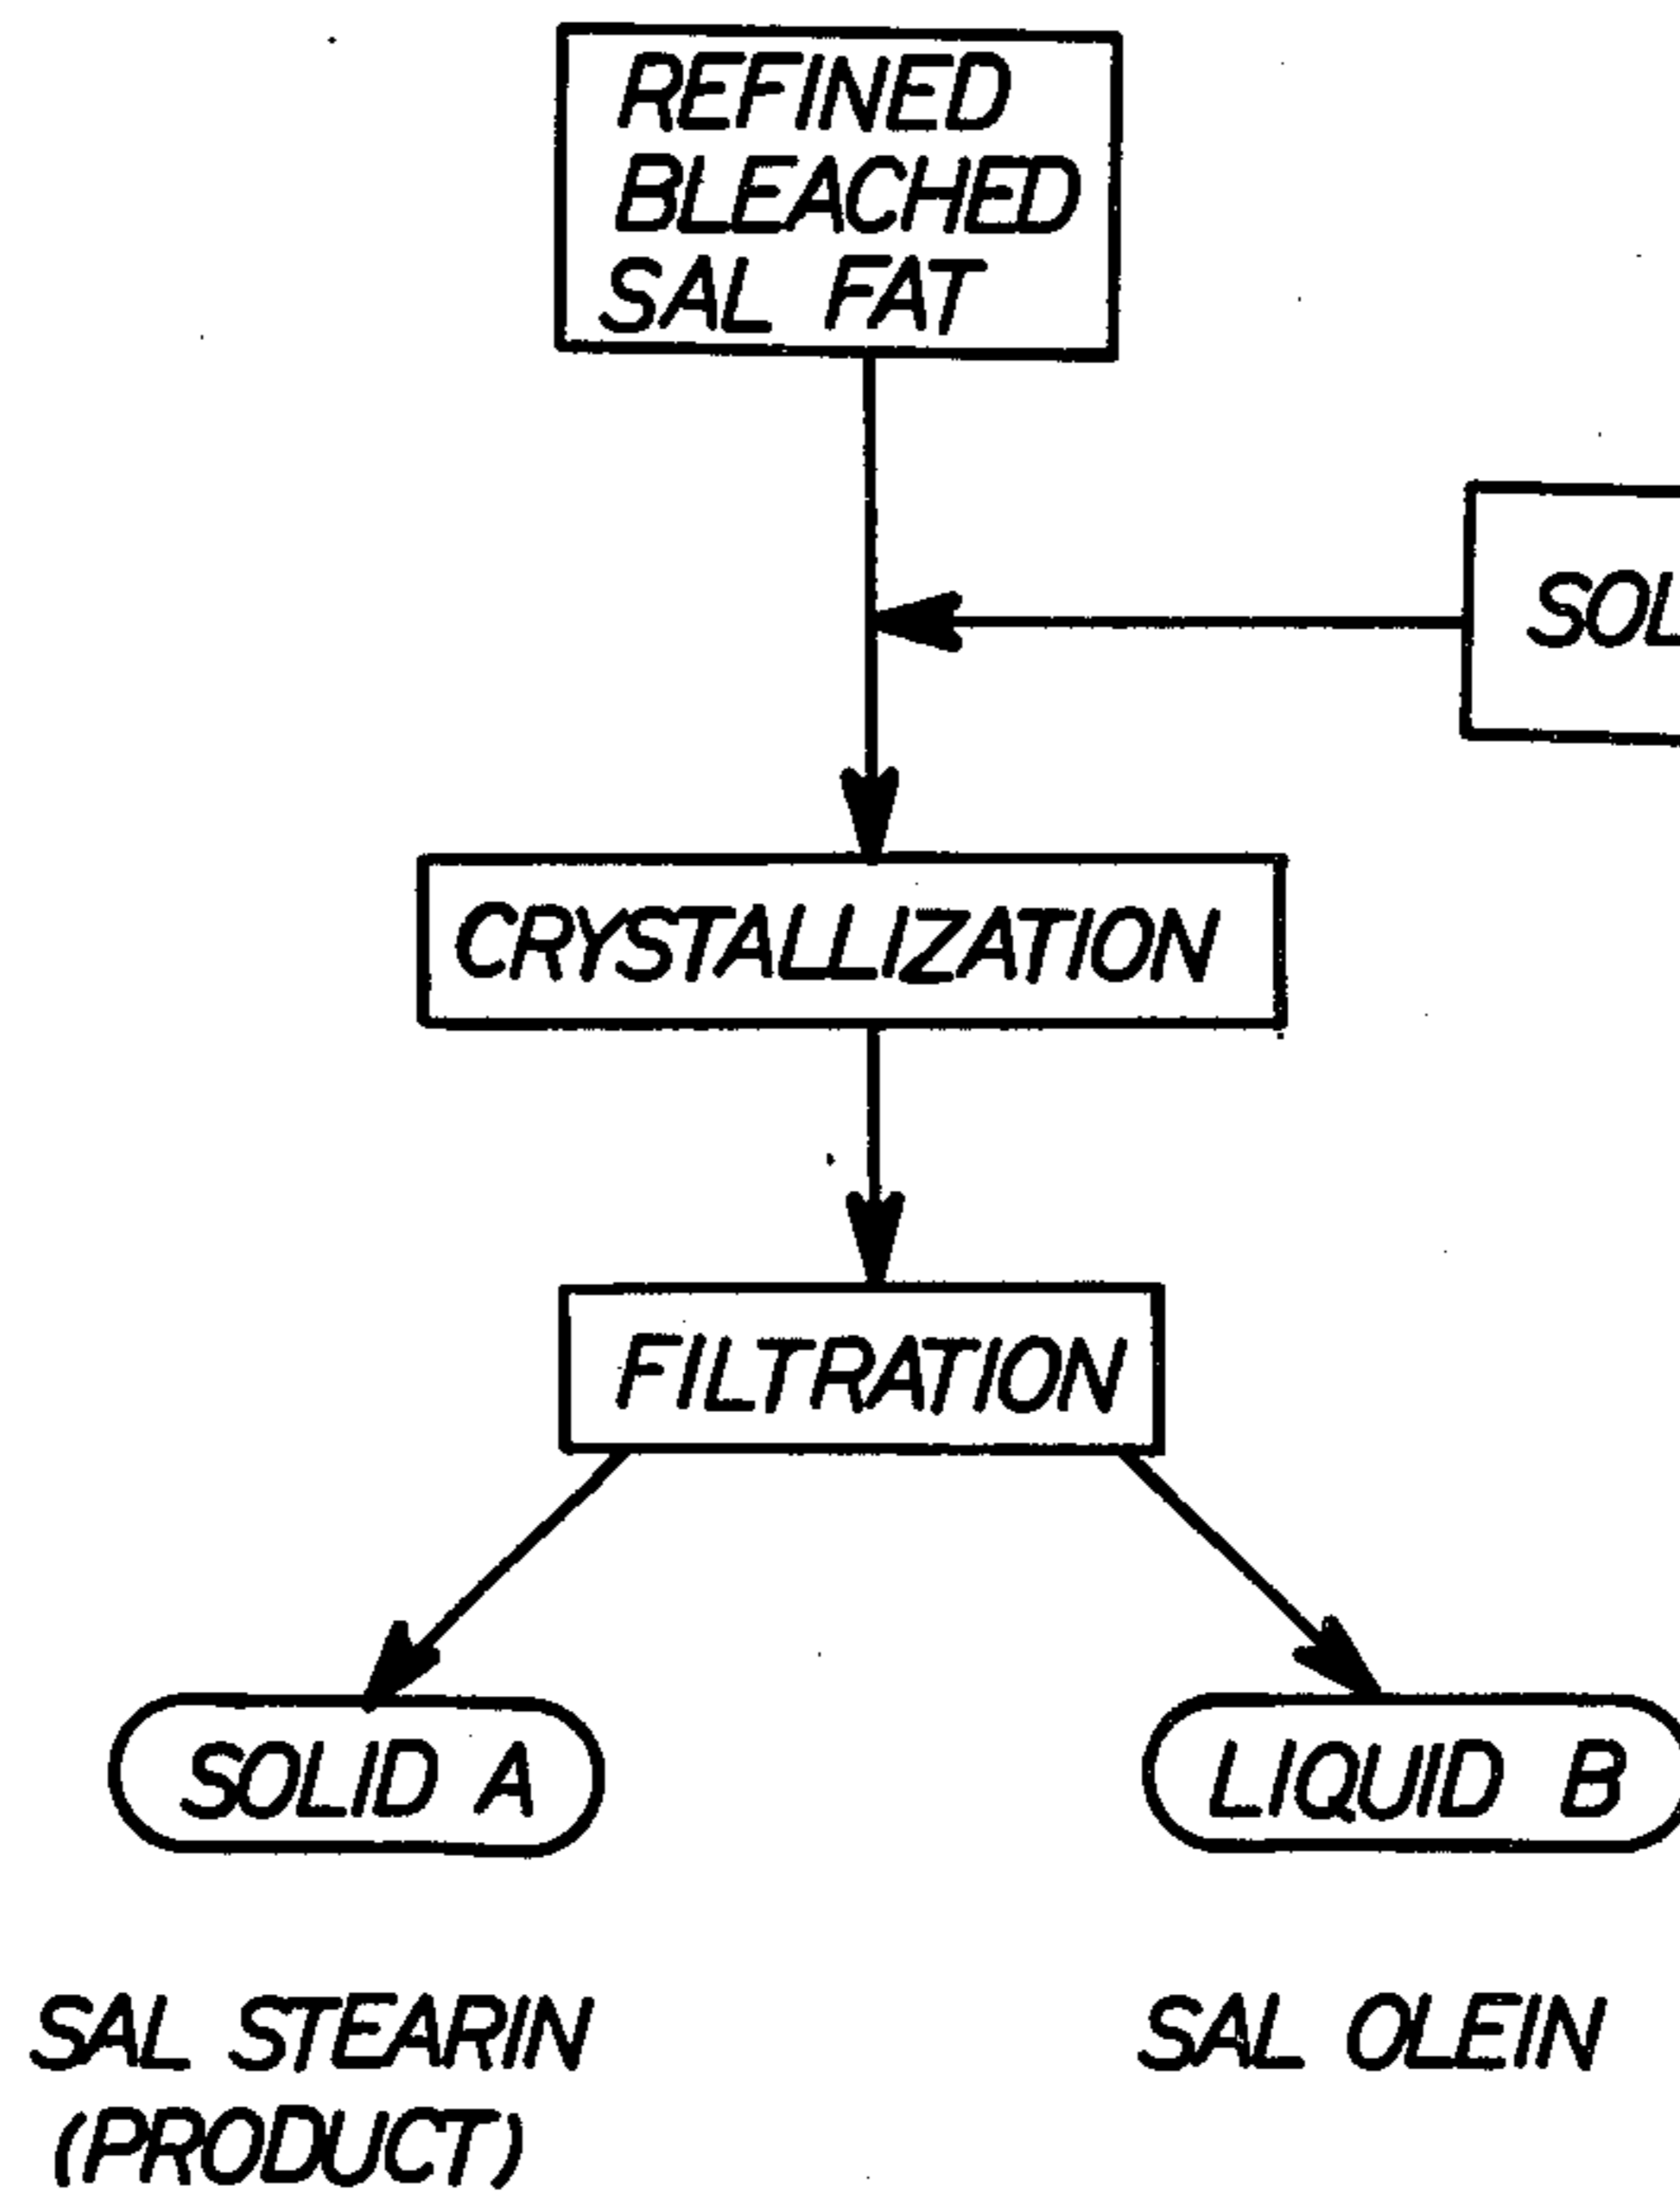 REFINED
BLEACHED
SAL FAT
SOL
CRYSTALLIZATION
FILTRATION
SOLID A
LIQUID B
SAL STEARIN
(PRODUCT)
SAL OLEIN